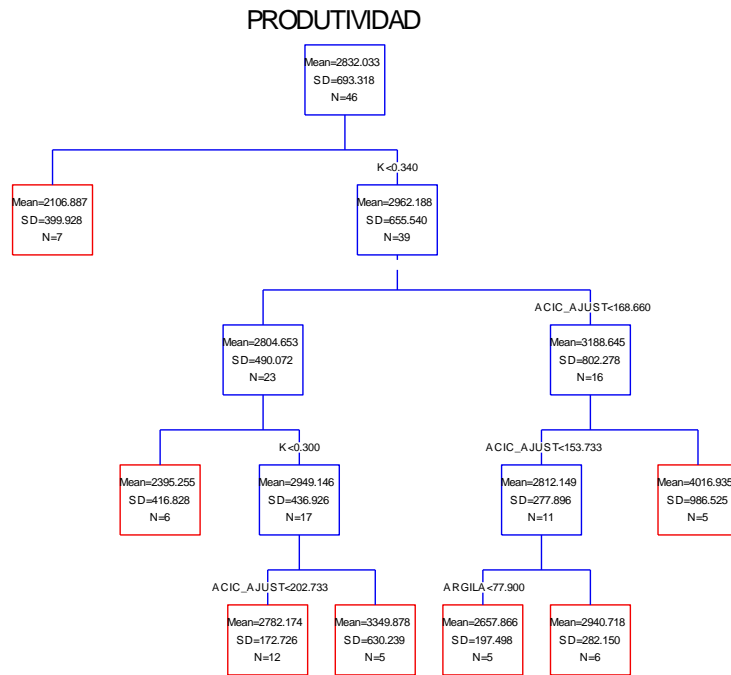 PRODUTIVIDAD
Mean=2832.033
SD=693.318
N=46
K<0.340
Mean=2106.887
SD=399.928
N=7
Mean=2962.188
SD=655.540
N=39
ACIC_AJUST<168.660
Mean=2804.653
SD=490.072
N=23
Mean=3188.645
SD=802.278
N=16
K<0.300
ACIC_AJUST<153.733
Mean=2395.255
SD=416.828
N=6
Mean=2949.146
SD=436.926
N=17
Mean=2812.149
SD=277.896
N=11
Mean=4016.935
SD=986.525
N=5
ACIC_AJUST<202.733
ARGILA<77.900
Mean=2782.174
SD=172.726
N=12
Mean=3349.878
SD=630.239
N=5
Mean=2657.866
SD=197.498
N=5
Mean=2940.718
SD=282.150
N=6